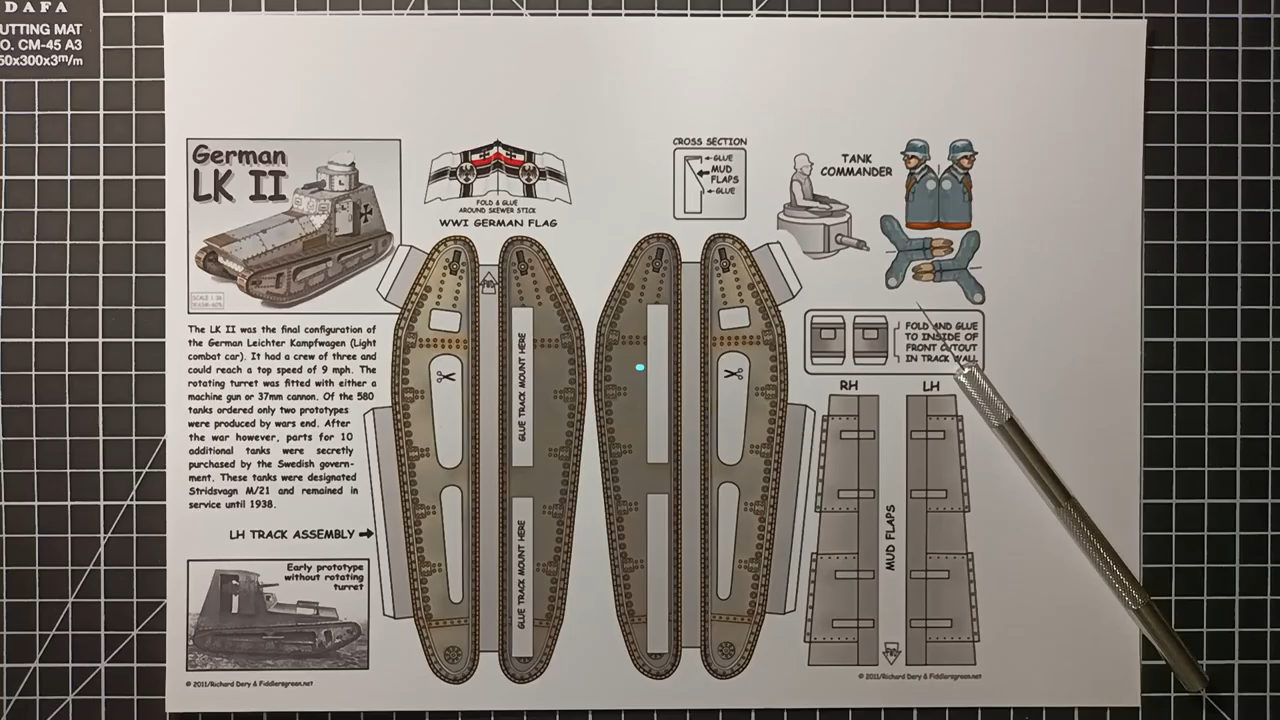 DAFA
UTTING MAT
O. CM-45 A3
50x300x3m/m
German
LK II
The LK II was the final configuration of
the German Leichter Kampfwagen (Light
combat car). It had a crew of three and
could reach a top speed of 9 mph. The
rotating turret was fitted with either a
machine gun or 37mm cannon. Of the 580
tanks ordered only two prototypes
were produced by wars end. After
the war however, parts for 10
additional tanks were secretly
purchased by the Swedish govern-
ment. These tanks were designated
Stridsvagn M/21 and remained in
service until 1938.
LH TRACK ASSEMBLY
Early prototype
without rotating
turret
© 2011/Richard Dery & Fiddlersgreen.net
FOLD & GLUE
AROUND SKEWER STICK
WWI GERMAN FLAG
GLUE TRACK MOUNT HERE
GLUE TRACK MOUNT HERE
CROSS SECTION
GLUE
MUD
FLAPS
GLUE
TANK
COMMANDER
FOLD AND GLUE
TO INSIDE OF
FRONT CUTOUT
IN TRACK WALL
RH
LH
MUD FLAPS
© 2011/Richard Dery & Fiddlersgreen.net